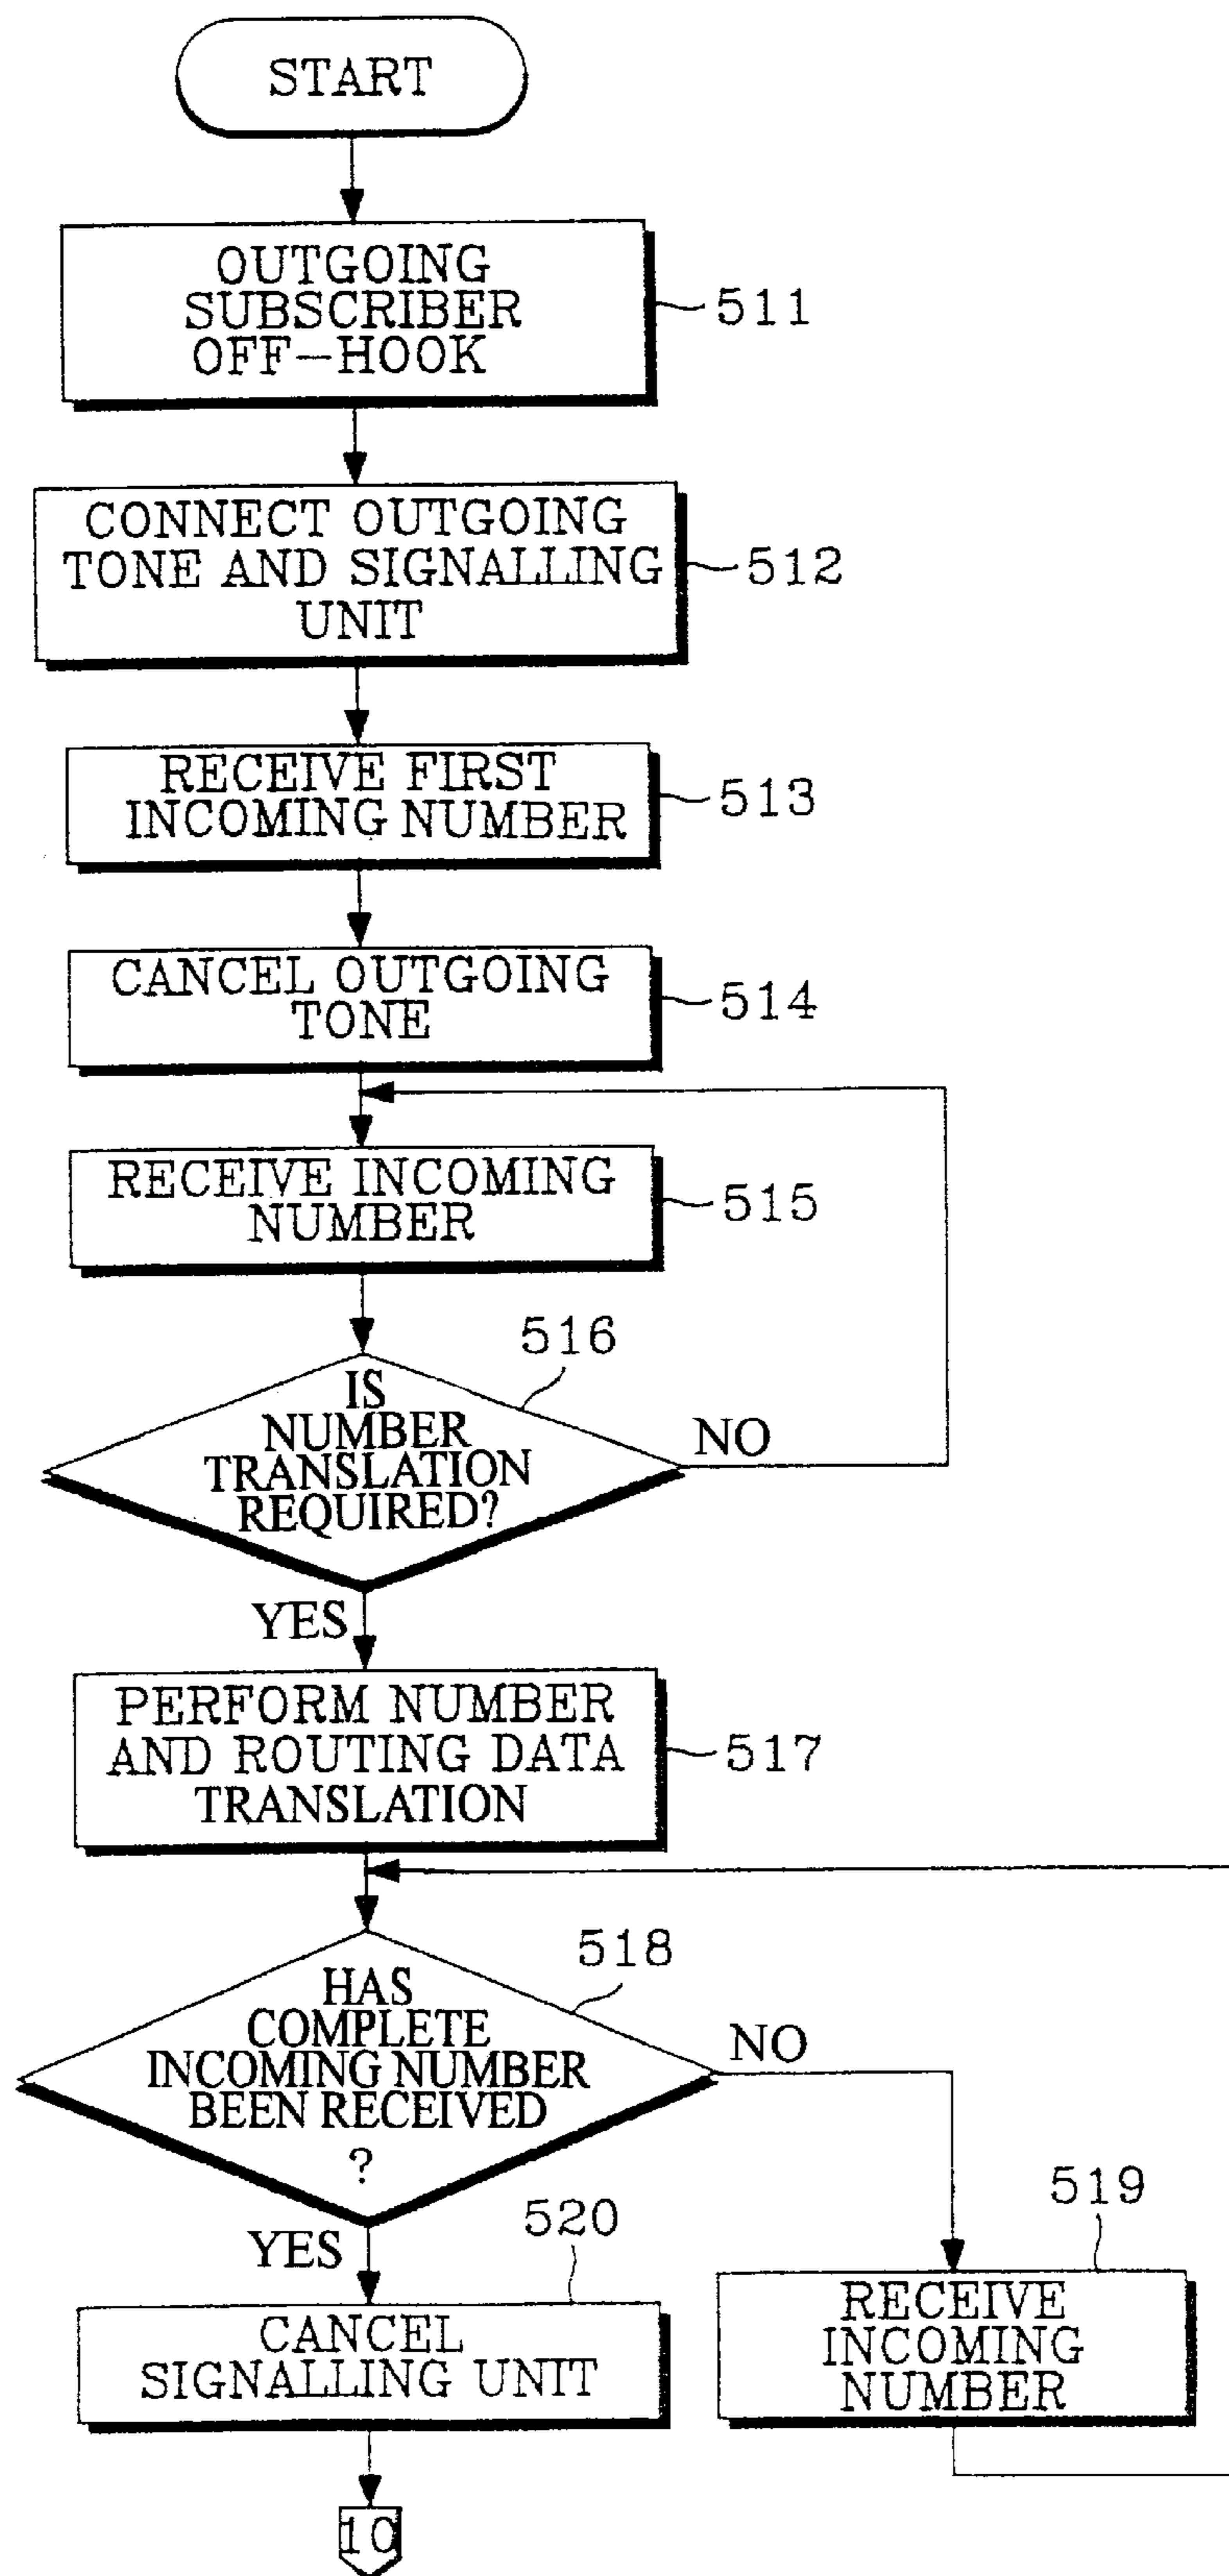 START
OUTGOING
SUBSCRIBER
OFF-HOOK
511
CONNECT OUTGOING
TONE AND SIGNALLING
UNIT
512
RECEIVE FIRST
INCOMING NUMBER
513
CANCEL OUTGOING
TONE
514
RECEIVE INCOMING
NUMBER
515
516
IS
NUMBER
TRANSLATION
REQUIRED?
NO
YES
PERFORM NUMBER
AND ROUTING DATA
TRANSLATION
517
518
HAS
COMPLETE
INCOMING NUMBER
BEEN RECEIVED
?
NO
YES
520
519
CANCEL
SIGNALLING UNIT
RECEIVE
INCOMING
NUMBER
10